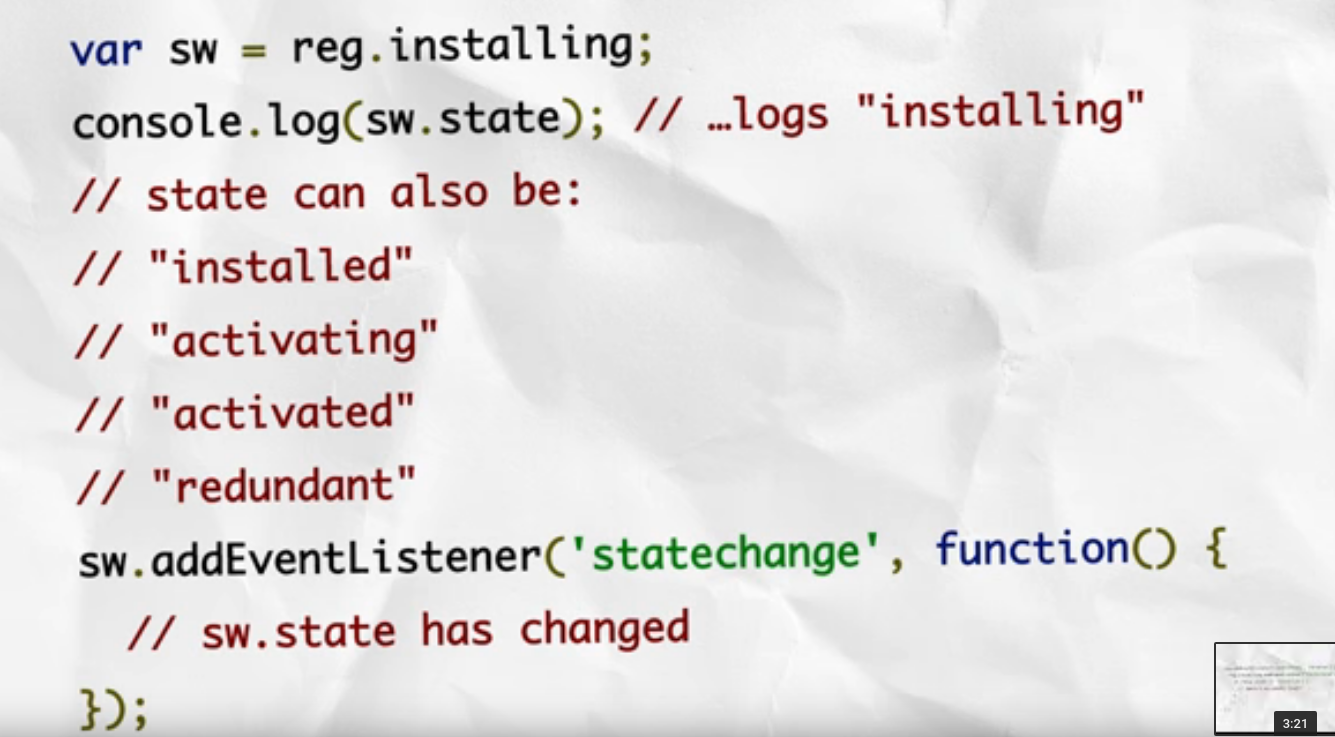 var sw = reg.installing;
console.log(sw.state); // …logs "installing"
// state can also be:
// "installed"
// "activating"
// "activated"
// "redundant"
sw.addEventListener('statechange', function() {
  // sw.state has changed
});
3:21